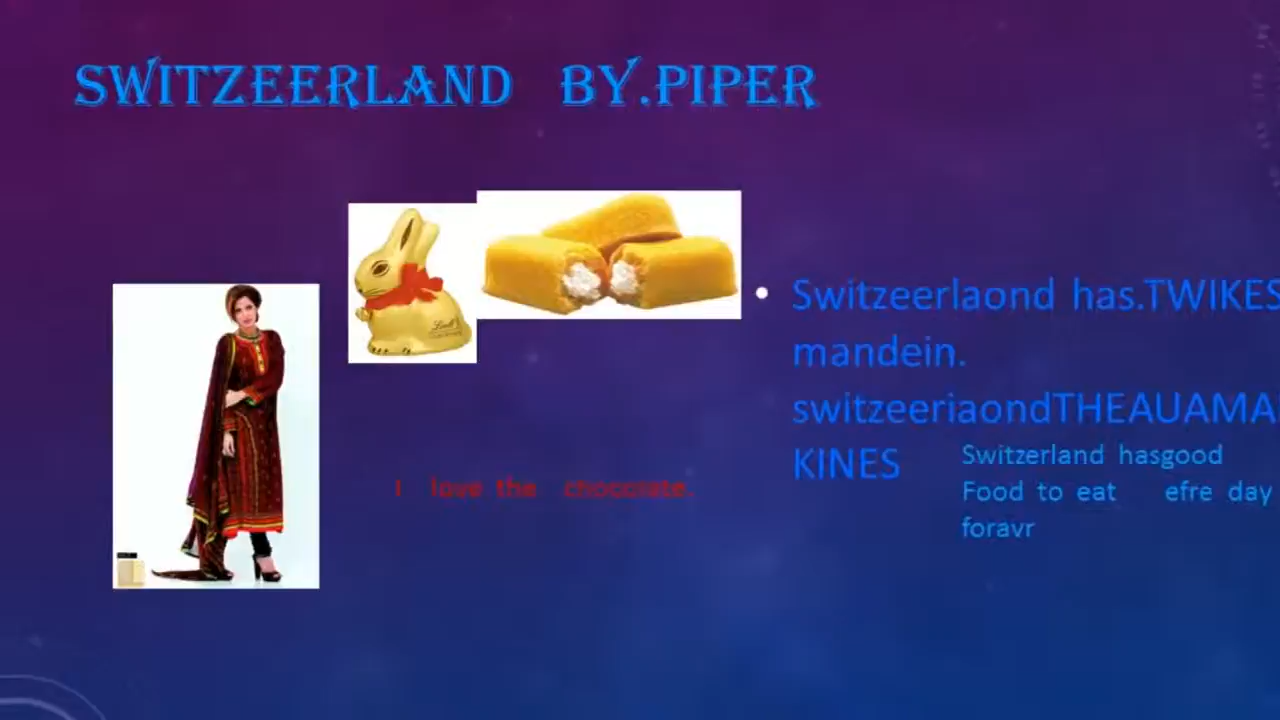 SWITZEERLAND BY.PIPER
Lindt
Switzeerlaond has.TWIKES
mandein.
switzeeriaondTHEAUAMA
KINES
Switzerland hasgood
Food to eat efre day
foravr
I love the chocolate.